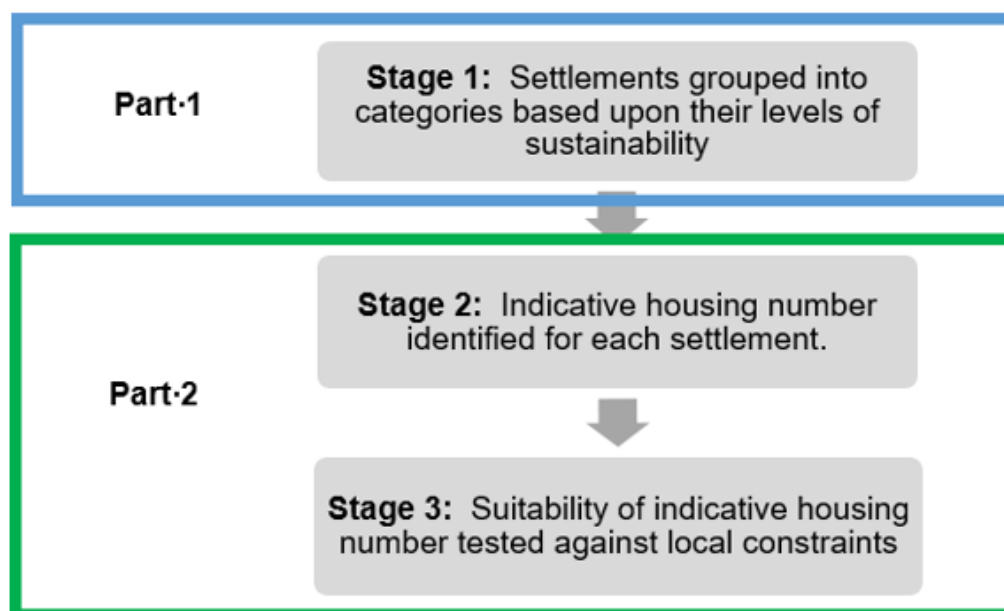 Part·1
Stage 1:  Settlements grouped into
categories based upon their levels of
sustainability
Part·2
Stage 2:  Indicative housing number
identified for each settlement.
Stage 3:  Suitability of indicative housing
number tested against local constraints